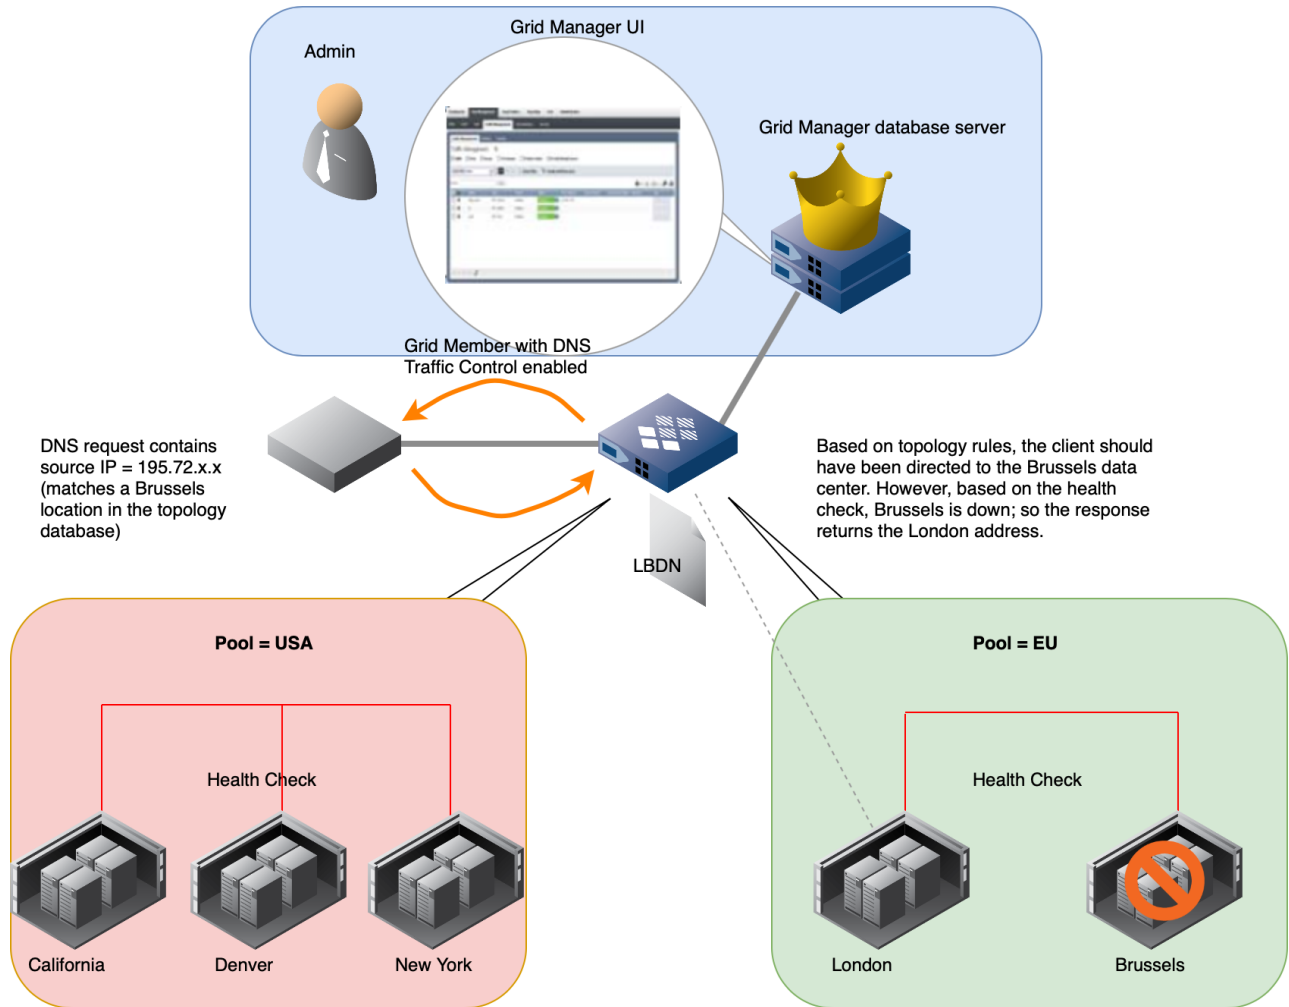 Grid Manager UI
Admin
Grid Manager database server
Grid Member with DNS
Traffic Control enabled
DNS request contains
source IP = 195.72.x.x
(matches a Brussels
location in the topology
database)
Based on topology rules, the client should
have been directed to the Brussels data
center. However, based on the health
check, Brussels is down; so the response
returns the London address.
LBDN
Pool = USA
Health Check
California
Denver
New York
Pool = EU
Health Check
London
Brussels